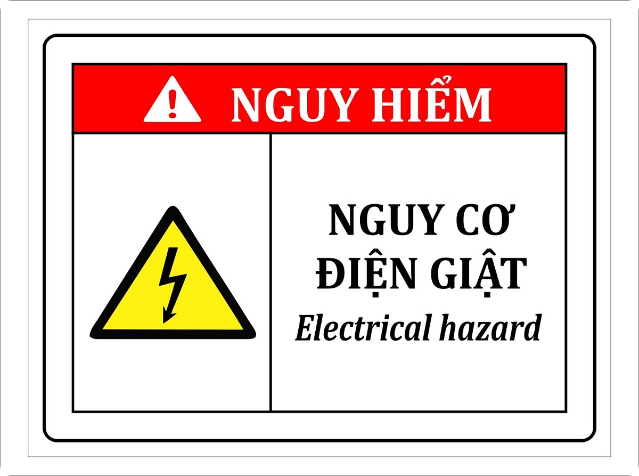 NGUY HIỂM
NGUY CƠ
ĐIỆN GIẬT
Electrical hazard